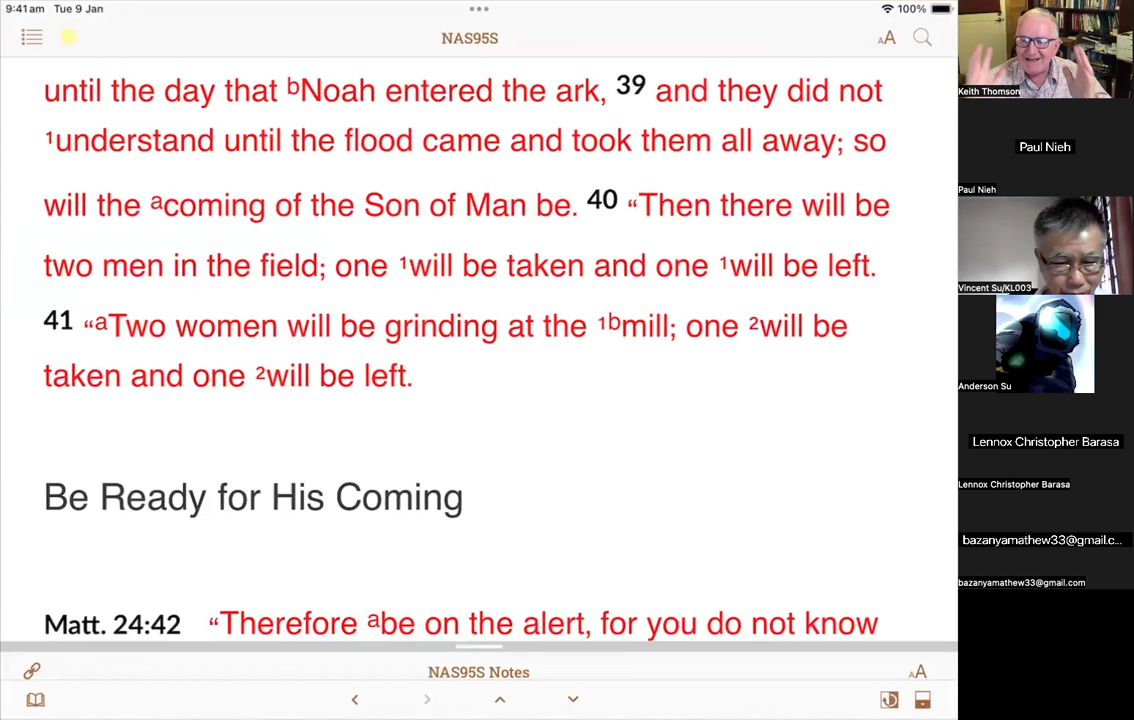 9:41am Tue 9 Jan
100%
NAS95S
AA
until the day that bNoah entered the ark, 39 and they did not
1understand until the flood came and took them all away; so
will the acoming of the Son of Man be. 40 “Then there will be
two men in the field; one 1will be taken and one 1will be left.
41 “aTwo women will be grinding at the 1bmill; one 2will be
taken and one 2will be left.
Be Ready for His Coming
Matt. 24:42 “Therefore abe on the alert, for you do not know
NAS95S Notes
AA
Keith Thomson
Paul Nieh
Paul Nieh
Vincent Su/KL003
Anderson Su
Lennox Christopher Barasa
Lennox Christopher Barasa
bazanyamathew33@gmail.c...
bazanyamathew33@gmail.com